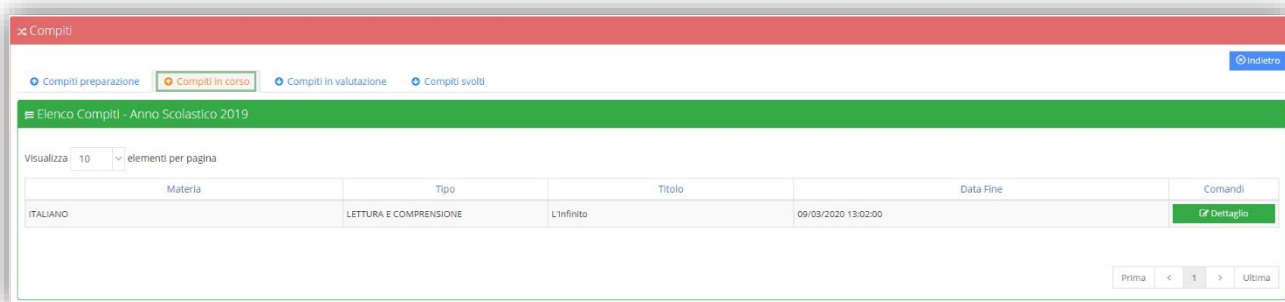 Compiti
Indietro
Compiti preparazione Compiti in corso Compiti in valutazione Compiti svolti
Elenco Compiti - Anno Scolastico 2019
Visualizza 10 elementi per pagina
Materia Tipo Titolo Data Fine Comandi
ITALIANO LETTURA E COMPRENSIONE L'Infinito 09/03/2020 13:02:00 Dettaglio
Prima < 1 > Ultima